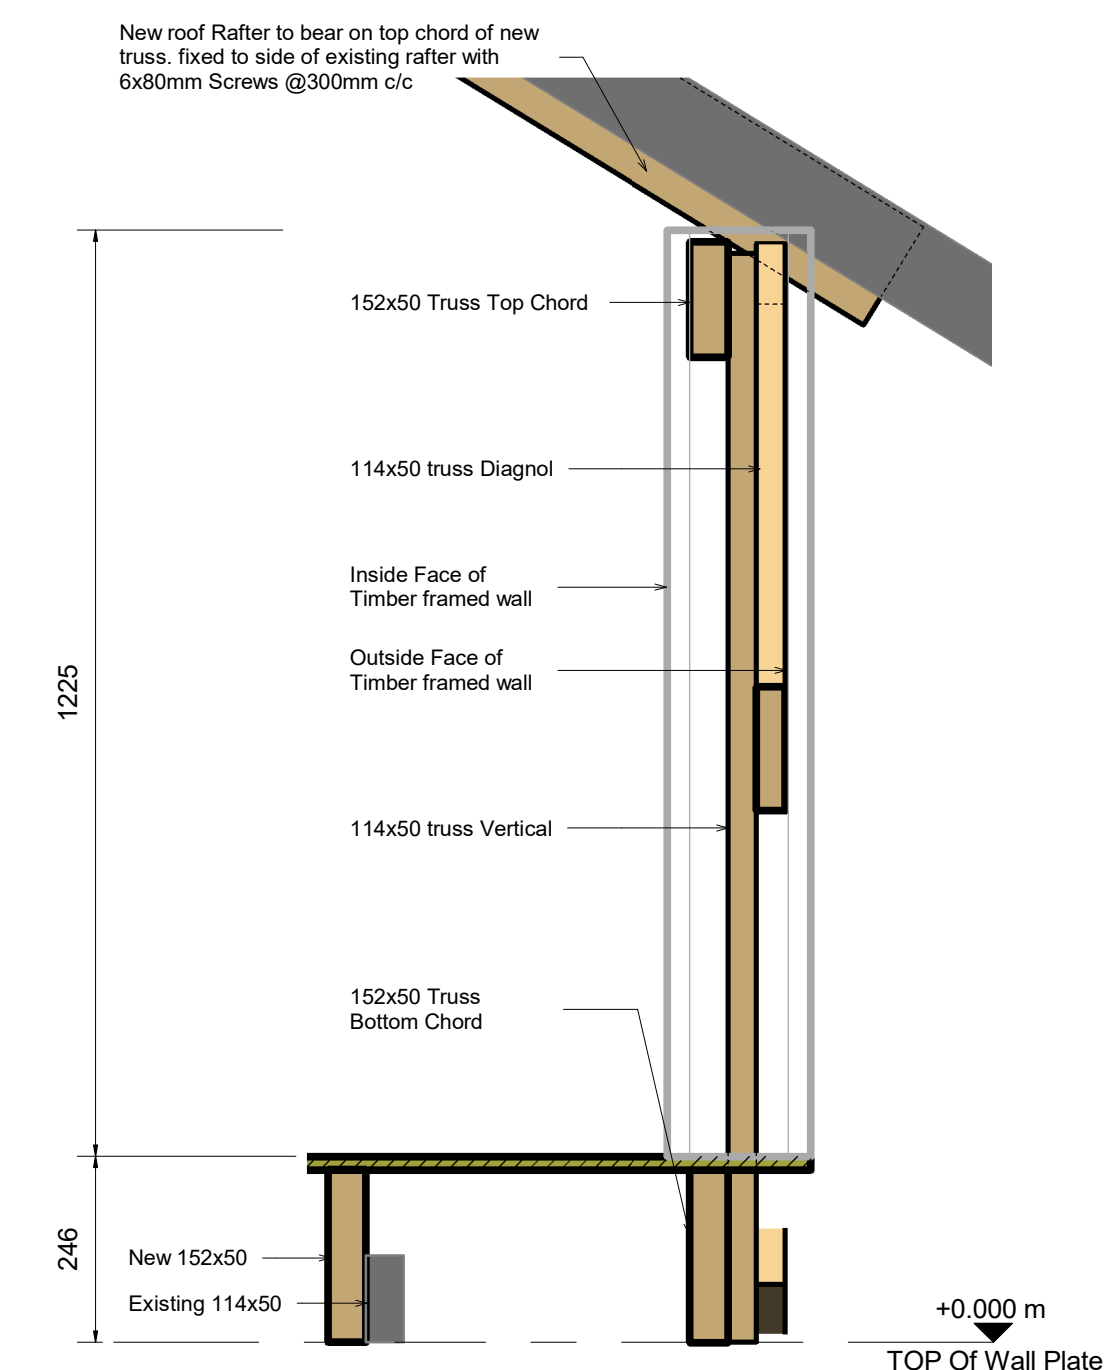 New roof Rafter to bear on top chord of new
truss. fixed to side of existing rafter with
6x80mm Screws @300mm c/c
152x50 Truss Top Chord
114x50 truss Diagnol
Inside Face of
Timber framed wall
Outside Face of
Timber framed wall
1225
114x50 truss Vertical
152x50 Truss
Bottom Chord
246
New 152x50
Existing 114x50
+0.000 m
TOP Of Wall Plate